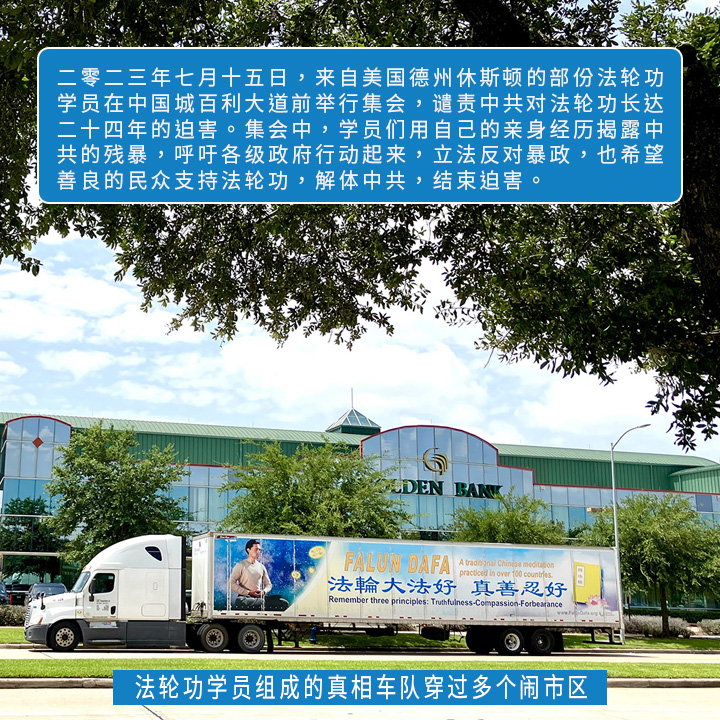 二零二三年七月十五日，来自美国德州休斯顿的部份法轮功
学员在中国城百利大道前举行集会，谴责中共对法轮功长达
二十四年的迫害。集会中，学员们用自己的亲身经历揭露中
共的残暴，呼吁各级政府行动起来，立法反对暴政，也希望
善良的民众支持法轮功，解体中共，结束迫害。
LDEN BANK
FALUN DAFA
A traditional Chinese meditation
practiced in over 100 countries.
法輪大法好 真善忍好
Remember three principles: Truthfulness-Compassion-Forbearance
法轮功学员组成的真相车队穿过多个闹市区